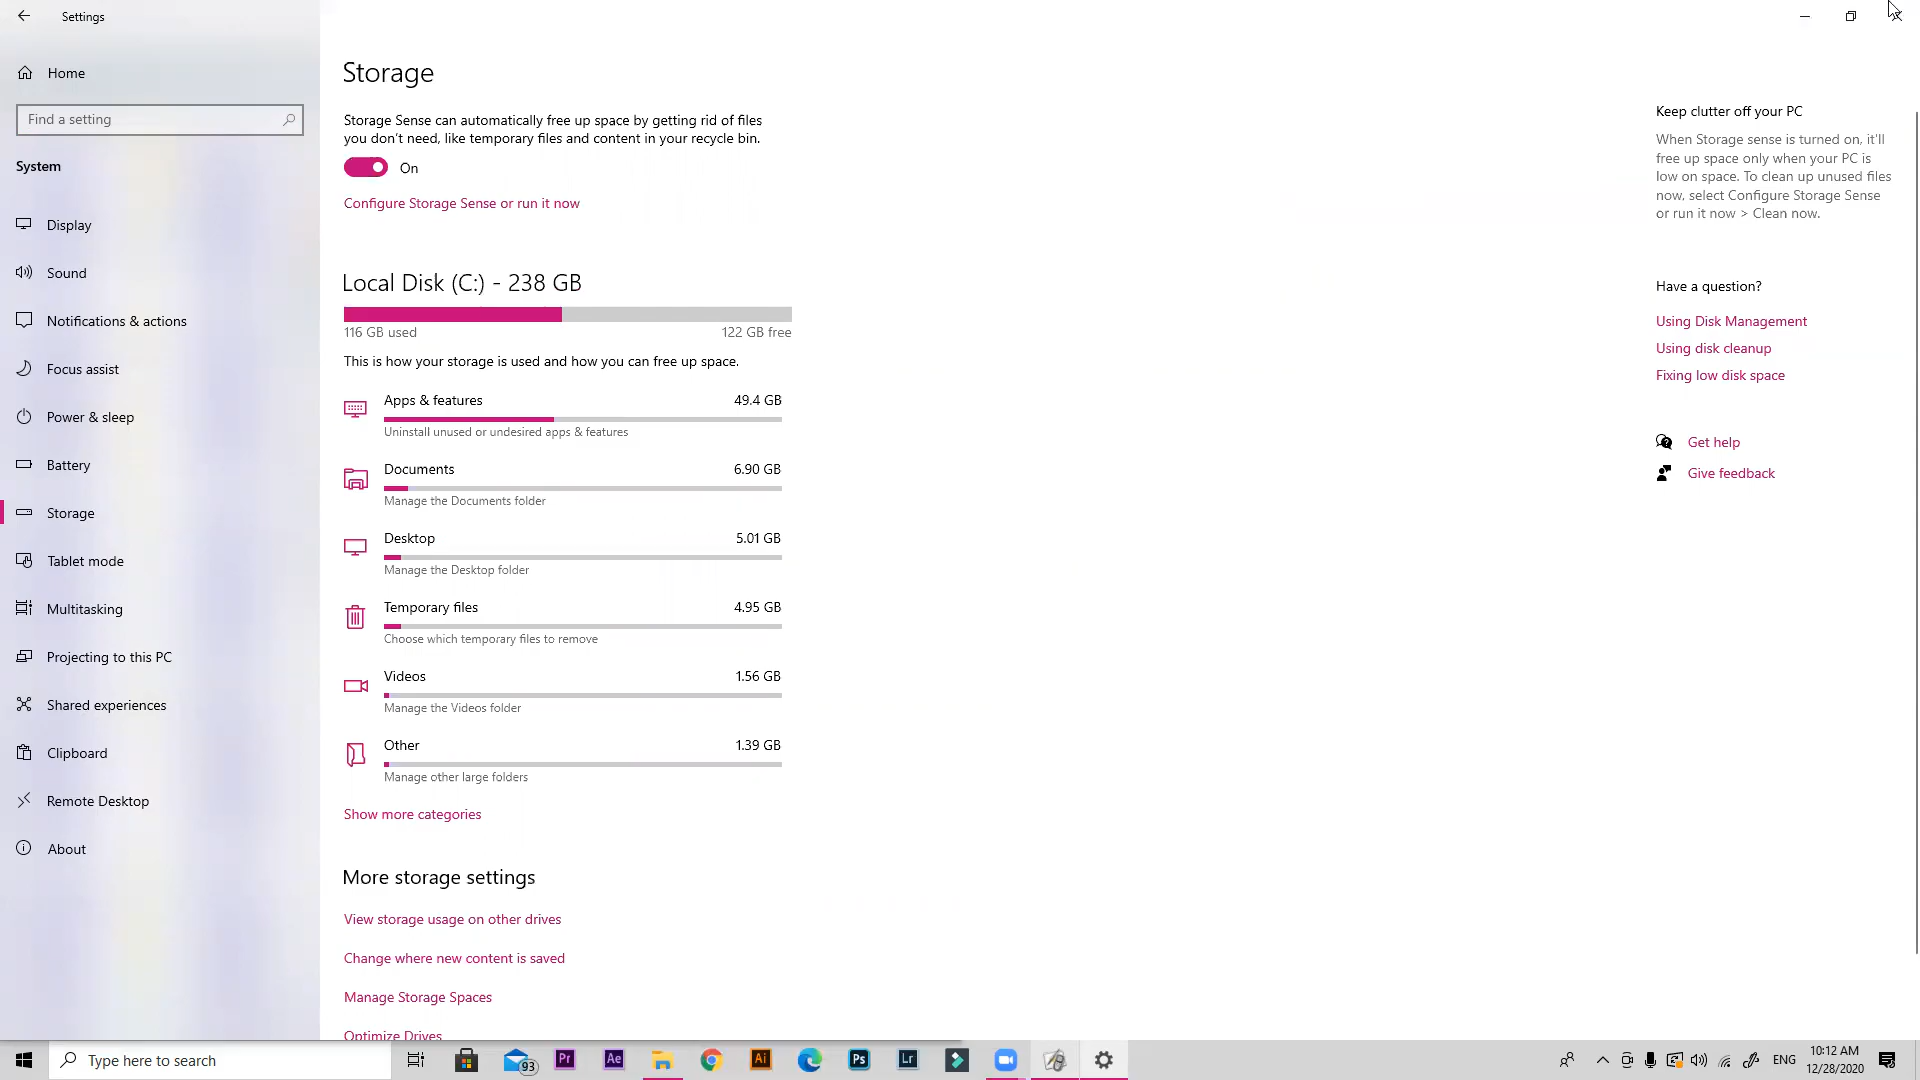 Settings
Home
Find a setting
System
Display
Sound
Notifications & actions
Focus assist
Power & sleep
Battery
Storage
Tablet mode
Multitasking
Projecting to this PC
Shared experiences
Clipboard
Remote Desktop
About
Storage
Storage Sense can automatically free up space by getting rid of files
you don't need, like temporary files and content in your recycle bin.
On
Configure Storage Sense or run it now
Local Disk (C:) - 238 GB
116 GB used 122 GB free
This is how your storage is used and how you can free up space.
Apps & features 49.4 GB
Uninstall unused or undesired apps & features
Documents 6.90 GB
Manage the Documents folder
Desktop 5.01 GB
Manage the Desktop folder
Temporary files 4.95 GB
Choose which temporary files to remove
Videos 1.56 GB
Manage the Videos folder
Other 1.39 GB
Manage other large folders
Show more categories
More storage settings
View storage usage on other drives
Change where new content is saved
Manage Storage Spaces
Optimize Drives
Keep clutter off your PC
When Storage sense is turned on, it'll
free up space only when your PC is
low on space. To clean up unused files
now, select Configure Storage Sense
or run it now > Clean now.
Have a question?
Using Disk Management
Using disk cleanup
Fixing low disk space
Get help
Give feedback
Type here to search
93
Pr
Ae
Ai
Ps
Lr
ENG
10:12 AM
12/28/2020